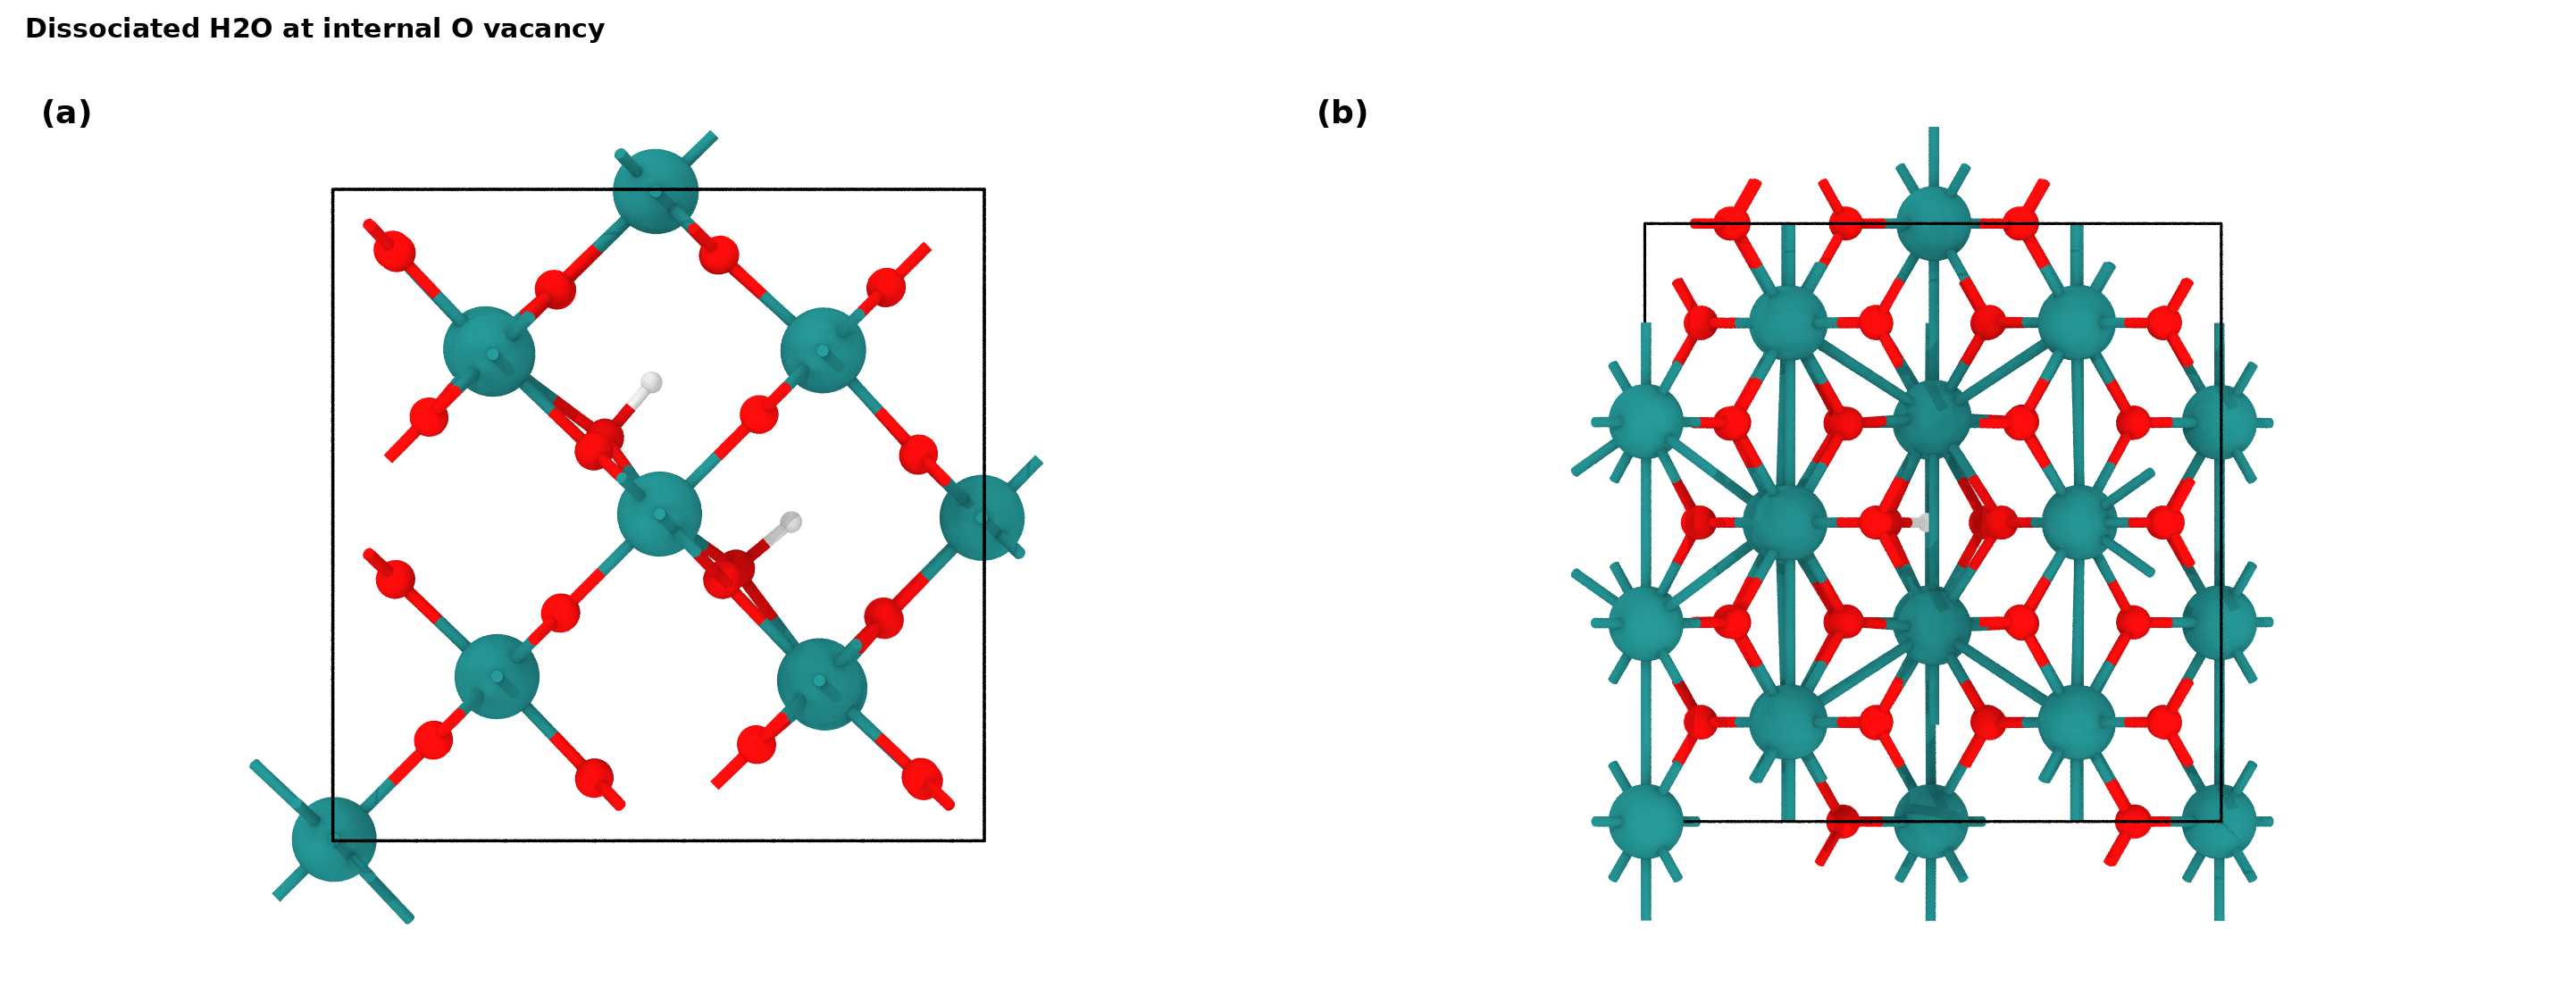 Dissociated H2O at internal O vacancy
(a)
(b)